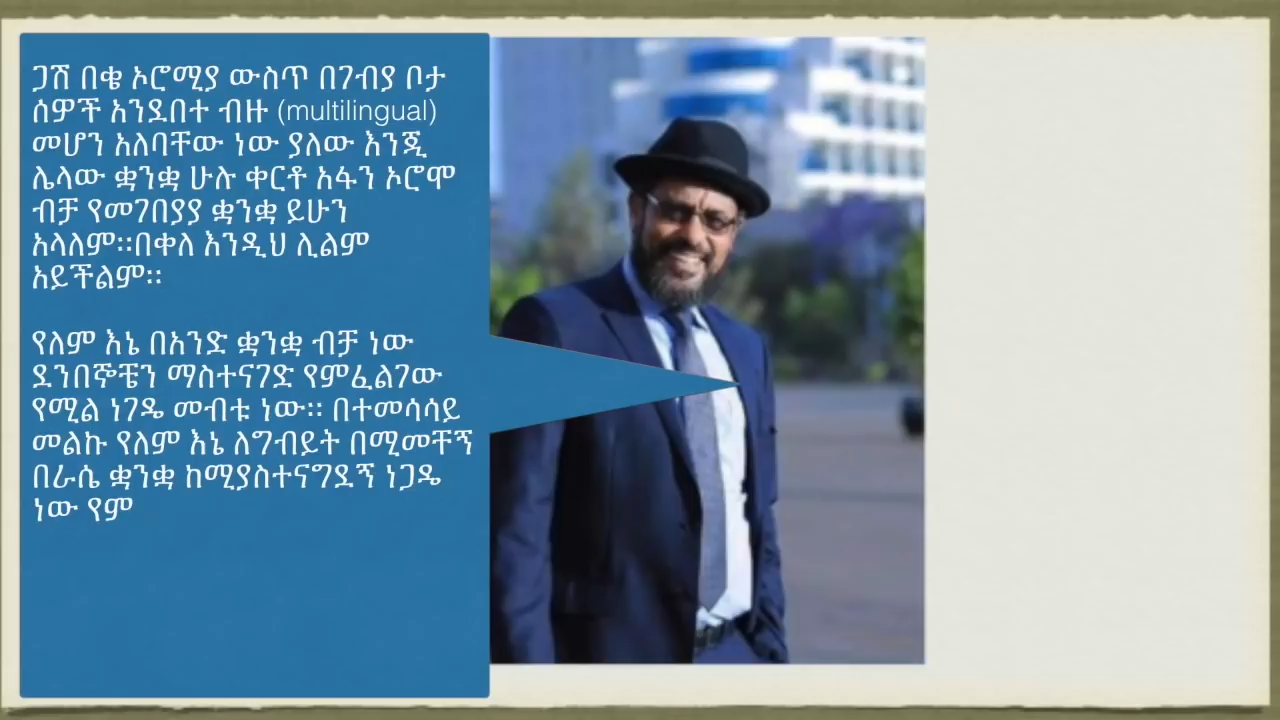 ጋሽ በቄ ኦሮሚያ ውስጥ በገብያ ቦታ
ሰዎች አንደበተ ብዙ (multilingual)
መሆን አለባቸው ነው ያለው እንጂ
ሌላው ቋንቋ ሁሉ ቀርቶ አፋን ኦሮሞ
ብቻ የመገበያያ ቋንቋ ይሁን
አላለም።በቀለ እንዲህ ሊልም
አይችልም።
የለም እኔ በአንድ ቋንቋ ብቻ ነው
ደንበኞቼን ማስተናገድ የምፈልገው
የሚል ነገዴ መብቱ ነው። በተመሳሳይ
መልኩ የለም እኔ ለግብይት በሚመቸኝ
በራሴ ቋንቋ ከሚያስተናግደኝ ነጋዴ
ነው የም